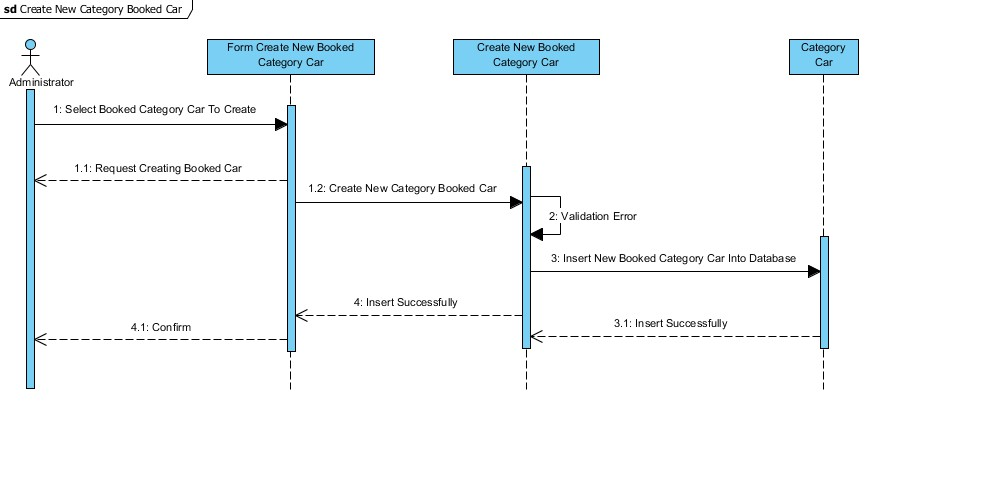 sd Create New Category Booked Car
Administrator
Form Create New Booked
Category Car
Create New Booked
Category Car
Category
Car
1: Select Booked Category Car To Create
1.1: Request Creating Booked Car
1.2: Create New Category Booked Car
2: Validation Error
3: Insert New Booked Category Car Into Database
4: Insert Successfully
3.1: Insert Successfully
4.1: Confirm